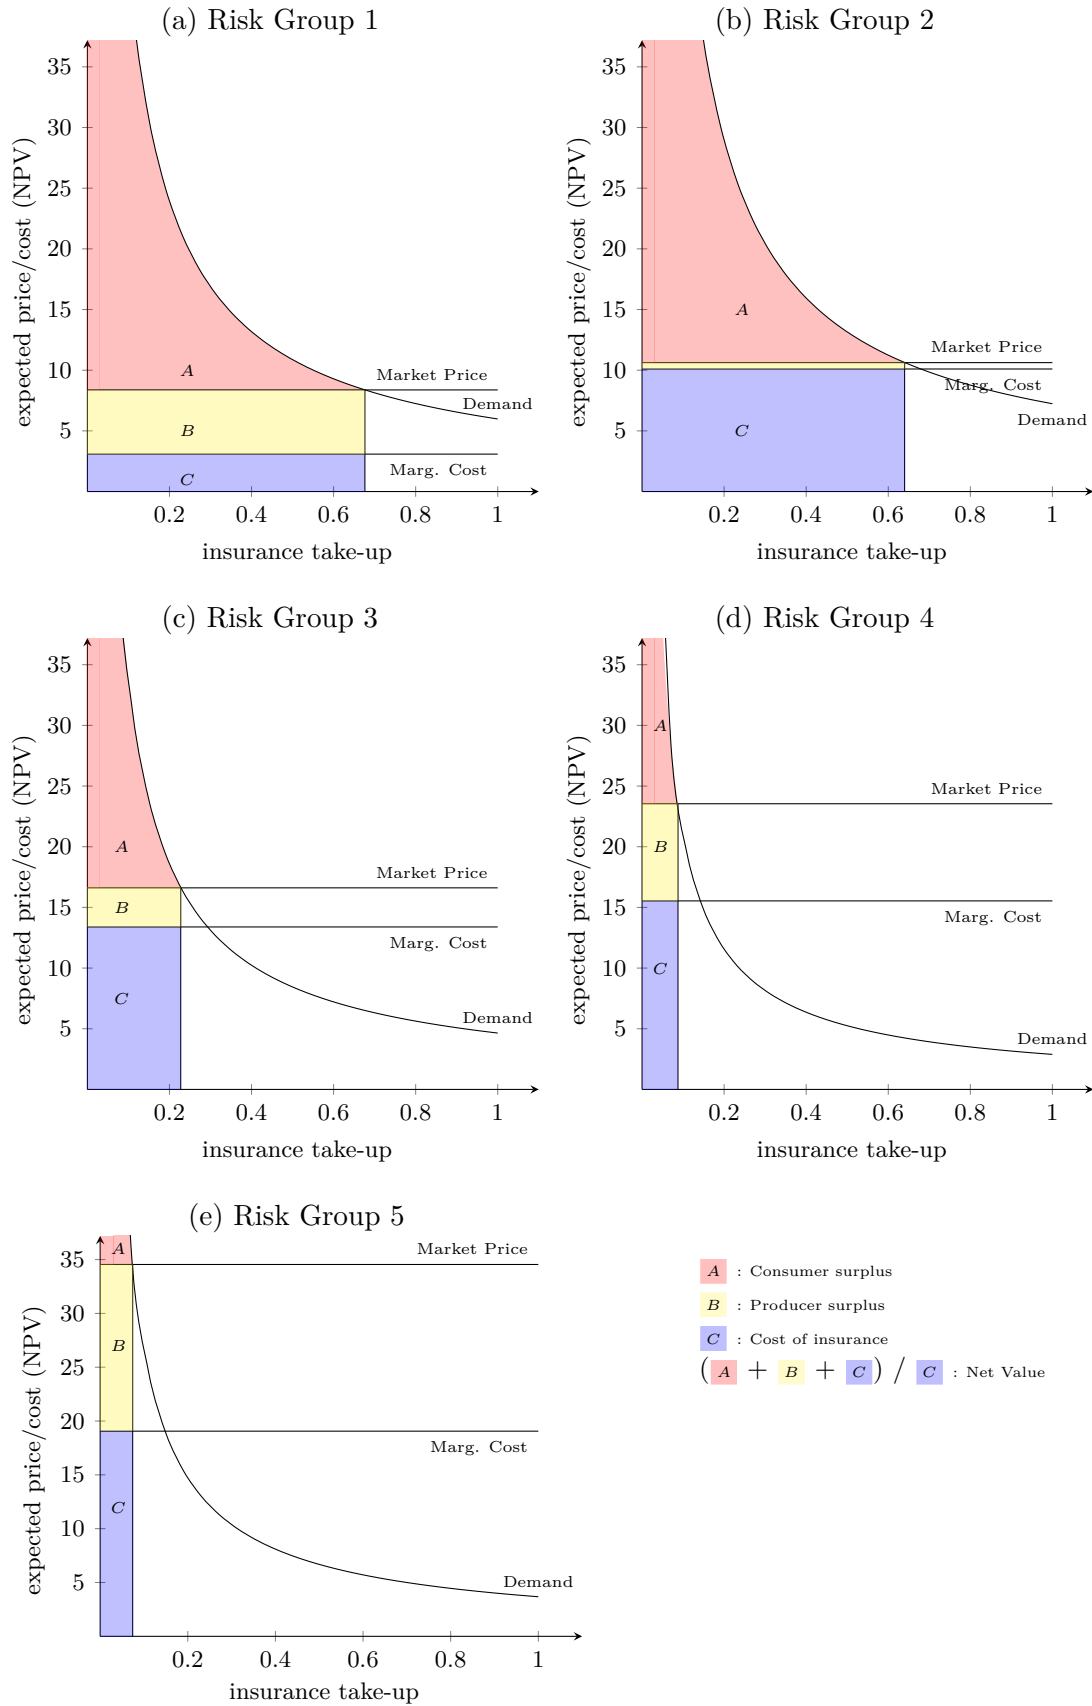 (a) Risk Group 1
35
30
25
20
15
10
5
0.2 0.4 0.6 0.8 1
insurance take-up
expected price/cost (NPV)
A
B
C
Market Price
Demand
Marg. Cost
(b) Risk Group 2
35
30
25
20
15
10
5
0.2 0.4 0.6 0.8 1
insurance take-up
expected price/cost (NPV)
A
C
Market Price
Marg. Cost
Demand
(c) Risk Group 3
35
30
25
20
15
10
5
0.2 0.4 0.6 0.8 1
insurance take-up
expected price/cost (NPV)
A
B
C
Market Price
Marg. Cost
Demand
(d) Risk Group 4
35
30
25
20
15
10
5
0.2 0.4 0.6 0.8 1
insurance take-up
expected price/cost (NPV)
A
B
C
Market Price
Marg. Cost
Demand
(e) Risk Group 5
35
30
25
20
15
10
5
0.2 0.4 0.6 0.8 1
insurance take-up
expected price/cost (NPV)
A
B
C
Market Price
Marg. Cost
Demand
A : Consumer surplus
B : Producer surplus
C : Cost of insurance
(A + B + C) / C : Net Value